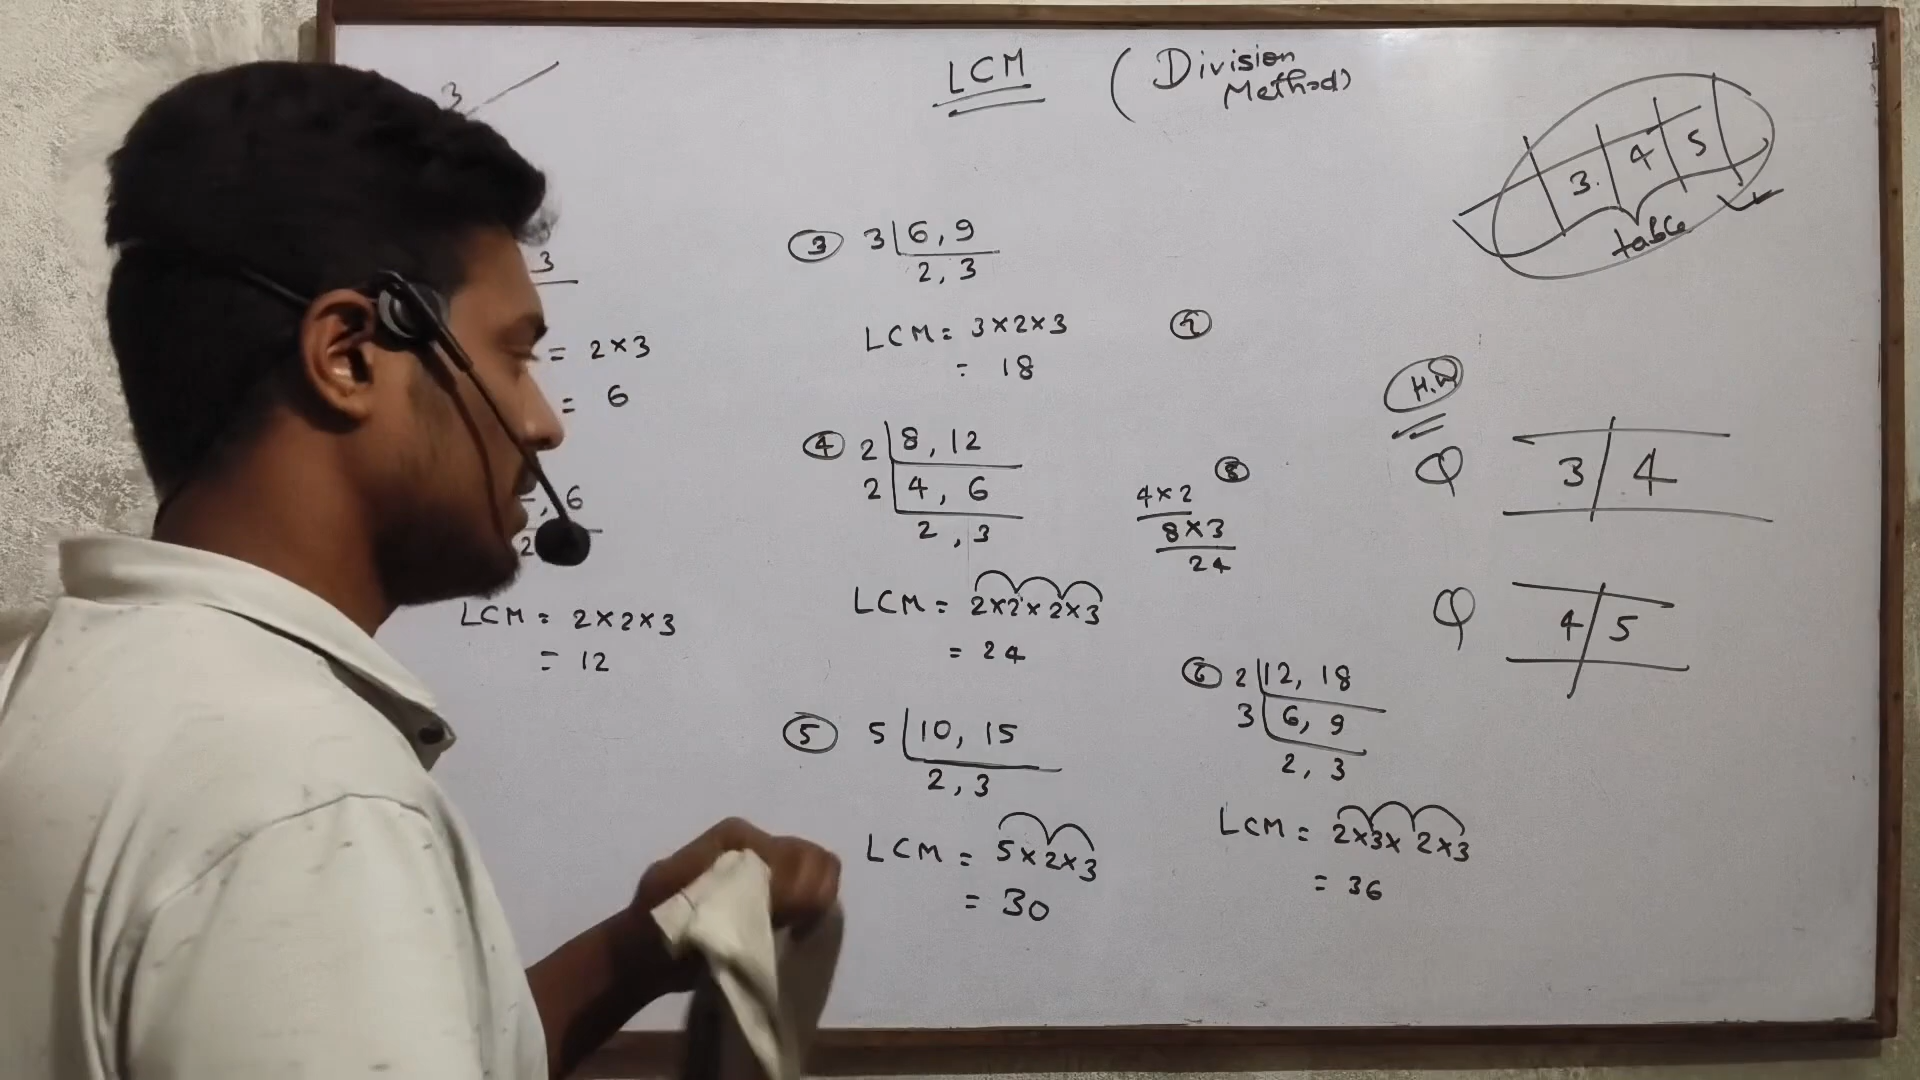 LCM (Division Method)
3
3
= 2×3
= 6
, 6
2
LCM = 2×2×3
= 12
③ 3 6, 9
2, 3
LCM = 3×2×3
= 18
④ 2 8, 12
2 4, 6
2, 3
LCM = 2×2×2×3
= 24
4×2
8×3
24
⑤ 5 10, 15
2, 3
LCM = 5×2×3
= 30
⑥ 2 12, 18
3 6, 9
2, 3
LCM = 2×3×2×3
= 36
3 4 5
table
H.W
Q 3 4
Q 4 5